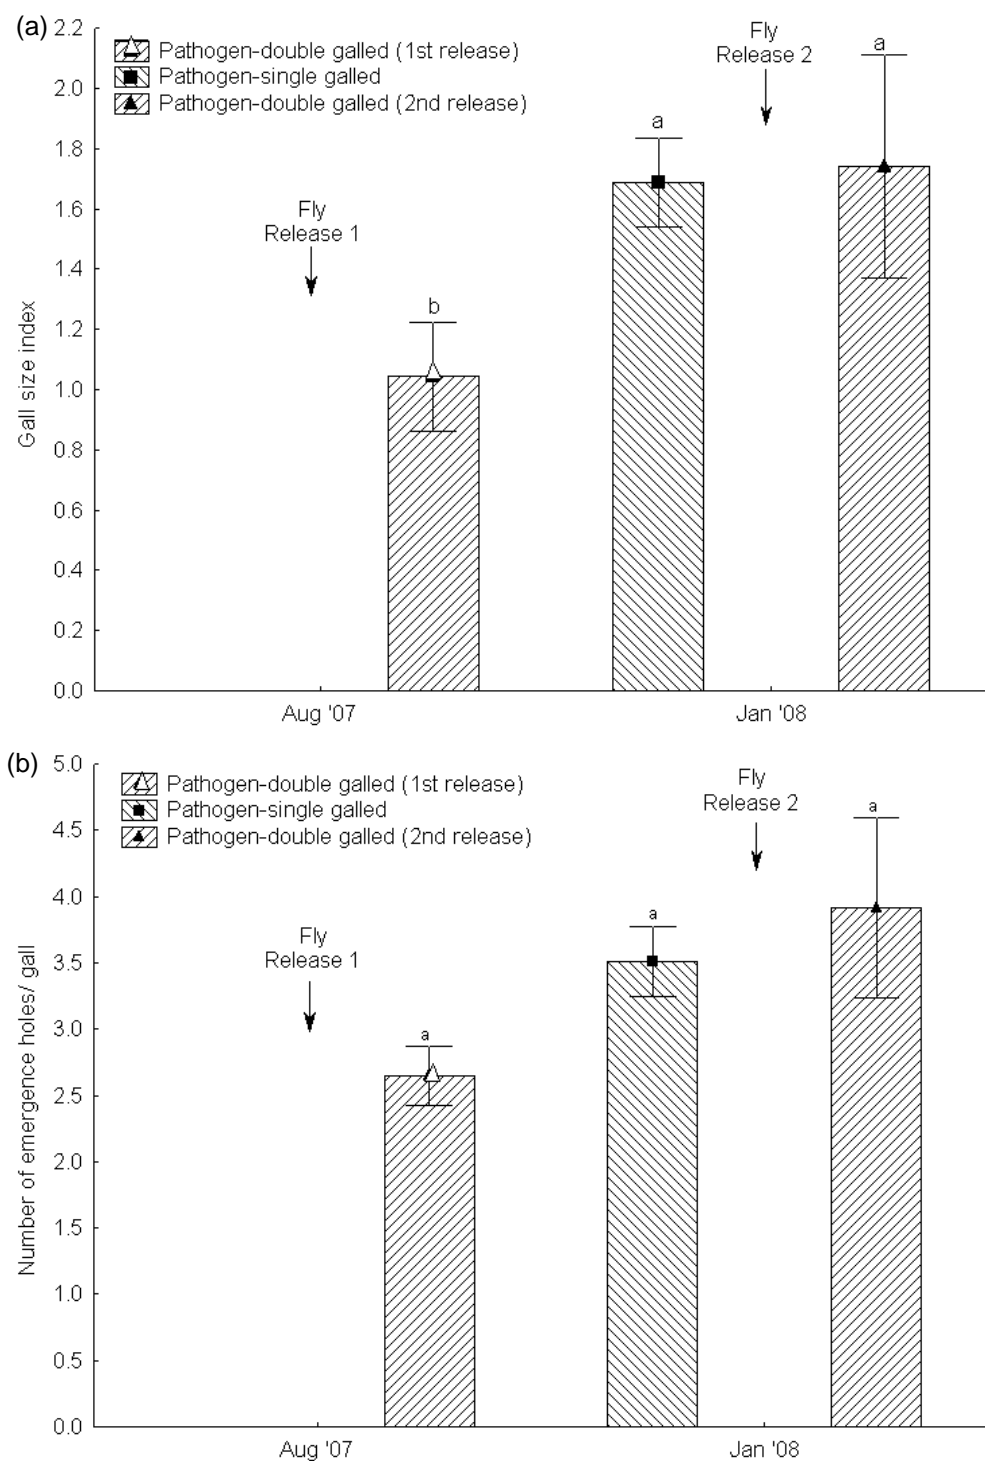 (a)
2.2
2.0
1.8
1.6
1.4
1.2
1.0
0.8
0.6
0.4
0.2
0.0
Gall size index
Pathogen-double galled (1st release)
Pathogen-single galled
Pathogen-double galled (2nd release)
Fly
Release 1
b
a
Fly
Release 2
a
Aug '07
Jan '08
(b)
5.0
4.5
4.0
3.5
3.0
2.5
2.0
1.5
1.0
0.5
0.0
Number of emergence holes/ gall
Pathogen-double galled (1st release)
Pathogen-single galled
Pathogen-double galled (2nd release)
Fly
Release 1
a
a
Fly
Release 2
a
Aug '07
Jan '08